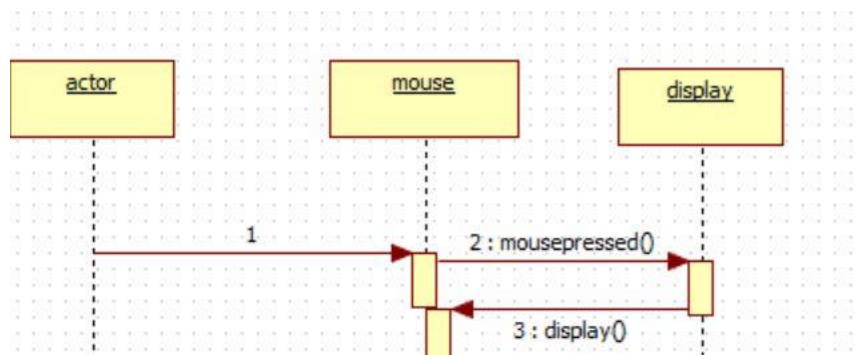 actor
mouse
display
1
2 : mousepressed()
3 : display()